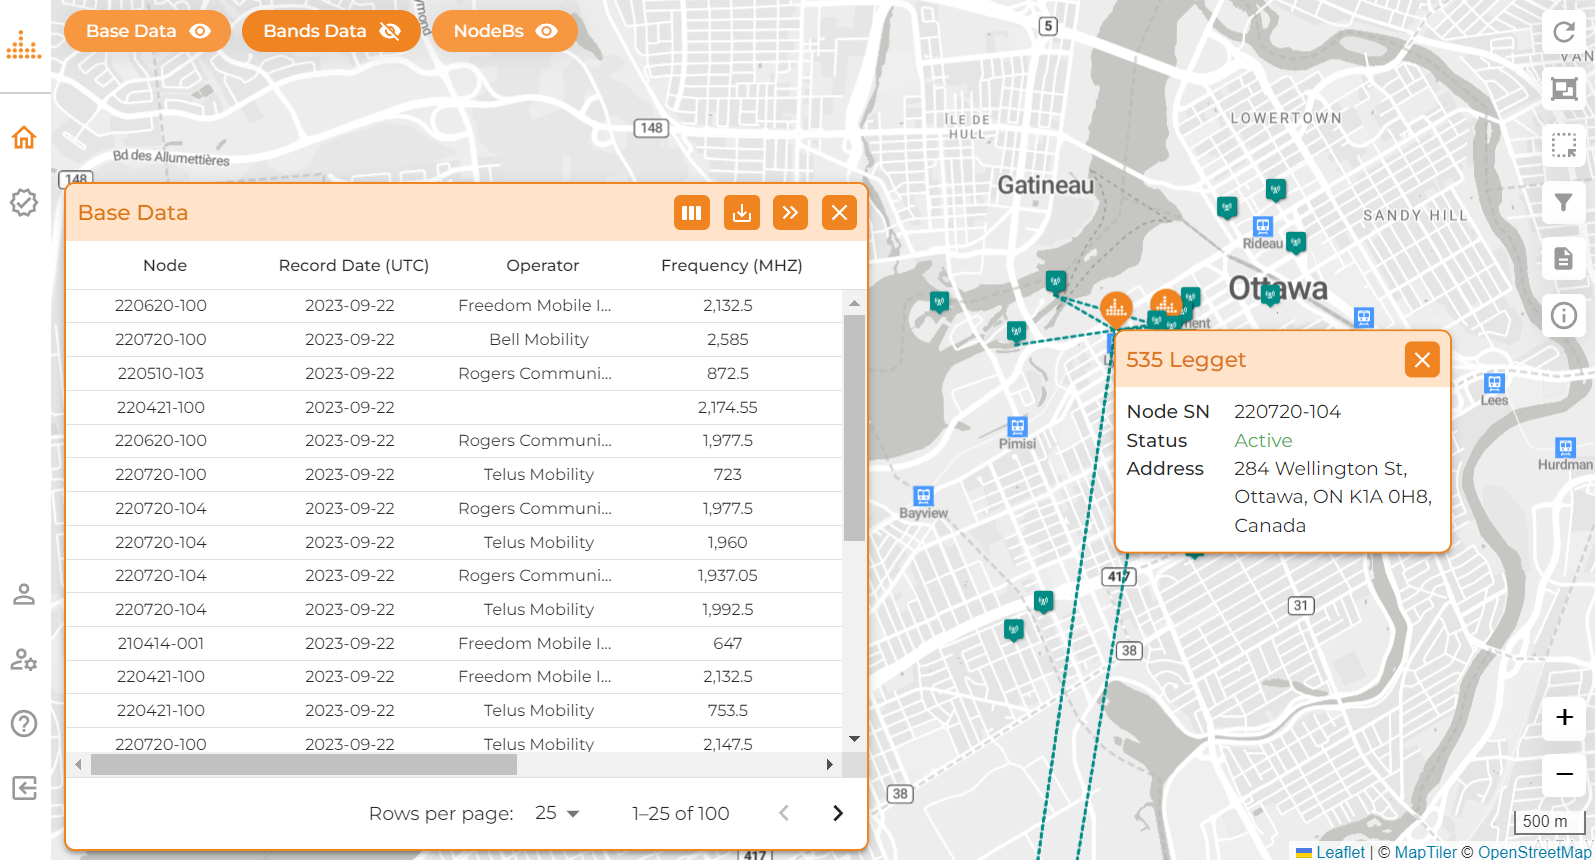 Base Data
Bands Data
NodeBs
5
148
ÎLE DE
HULL
LOWERTOWN
Bd des Allumettières
148
Gatineau
SANDY HILL
Rideau
Ottawa
Base Data
Node Record Date (UTC) Operator Frequency (MHZ)
220620-100 2023-09-22 Freedom Mobile I... 2,132.5
220720-100 2023-09-22 Bell Mobility 2,585
220510-103 2023-09-22 Rogers Communi... 872.5
220421-100 2023-09-22 2,174.55
220620-100 2023-09-22 Rogers Communi... 1,977.5
220720-100 2023-09-22 Telus Mobility 723
220720-104 2023-09-22 Rogers Communi... 1,977.5
220720-104 2023-09-22 Telus Mobility 1,960
220720-104 2023-09-22 Rogers Communi... 1,937.05
220720-104 2023-09-22 Telus Mobility 1,992.5
210414-001 2023-09-22 Freedom Mobile I... 647
220421-100 2023-09-22 Freedom Mobile I... 2,132.5
220421-100 2023-09-22 Telus Mobility 753.5
220720-100 2023-09-22 Telus Mobility 2,147.5
Rows per page: 25 1–25 of 100
535 Legget
Node SN 220720-104
Status Active
Address 284 Wellington St,
Ottawa, ON K1A 0H8,
Canada
Lees
Pimisi
Hurdman
Bayview
417
31
38
38
417
+
−
500 m
Leaflet | © MapTiler © OpenStreetMap